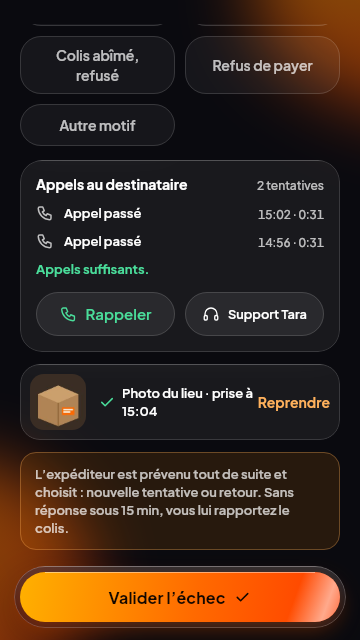 Colis abîmé,
refusé
Refus de payer
Autre motif
Appels au destinataire
2 tentatives
Appel passé
15:02 · 0:31
Appel passé
14:56 · 0:31
Appels suffisants.
Rappeler
Support Tara
Photo du lieu · prise à
15:04
Reprendre
L’expéditeur est prévenu tout de suite et
choisit : nouvelle tentative ou retour. Sans
réponse sous 15 min, vous lui rapportez le
colis.
Valider l’échec